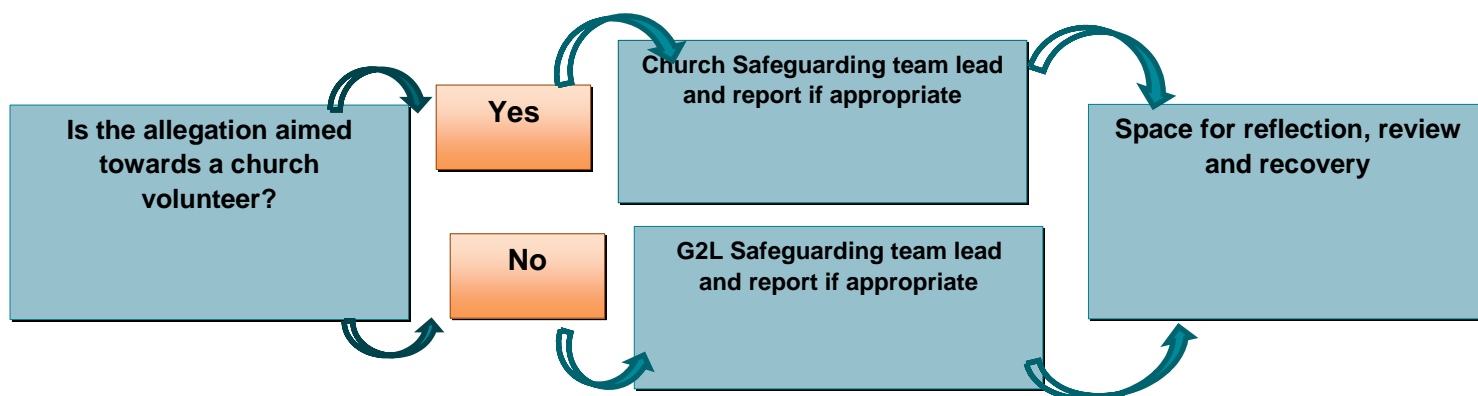 Is the allegation aimed
towards a church
volunteer?
Yes
Church Safeguarding team lead
and report if appropriate
No
G2L Safeguarding team lead
and report if appropriate
Space for reflection, review
and recovery